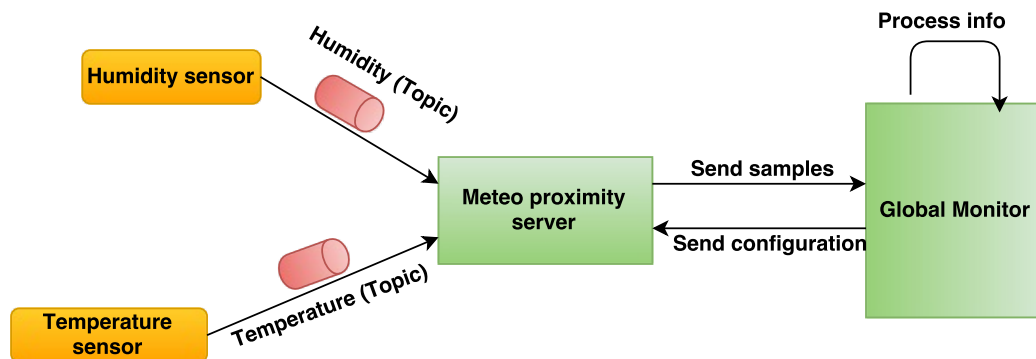 Process info
Humidity (Topic)
Humidity sensor
Send samples
Meteo proximity
server
Global Monitor
Send configuration
Temperature (Topic)
Temperature
sensor